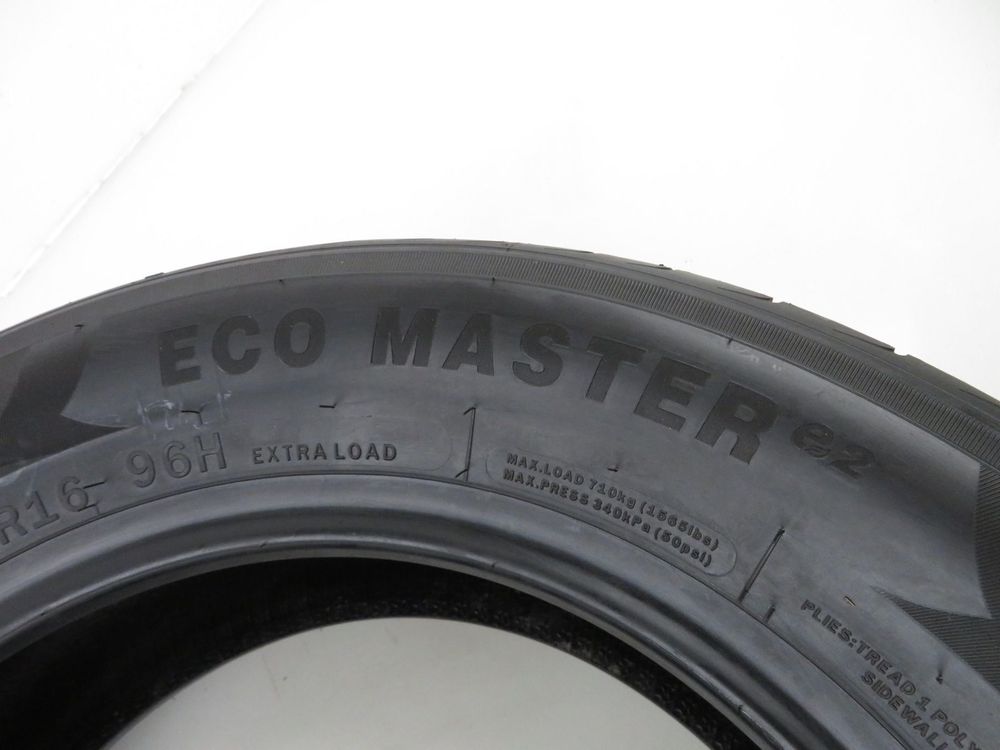 ECO MASTER e2
R16 96H EXTRA LOAD
MAX.LOAD 710kg (1565lbs)
MAX.PRESS 340kPa (50psi)
PLIES:TREAD 1 POLY
SIDEWALL